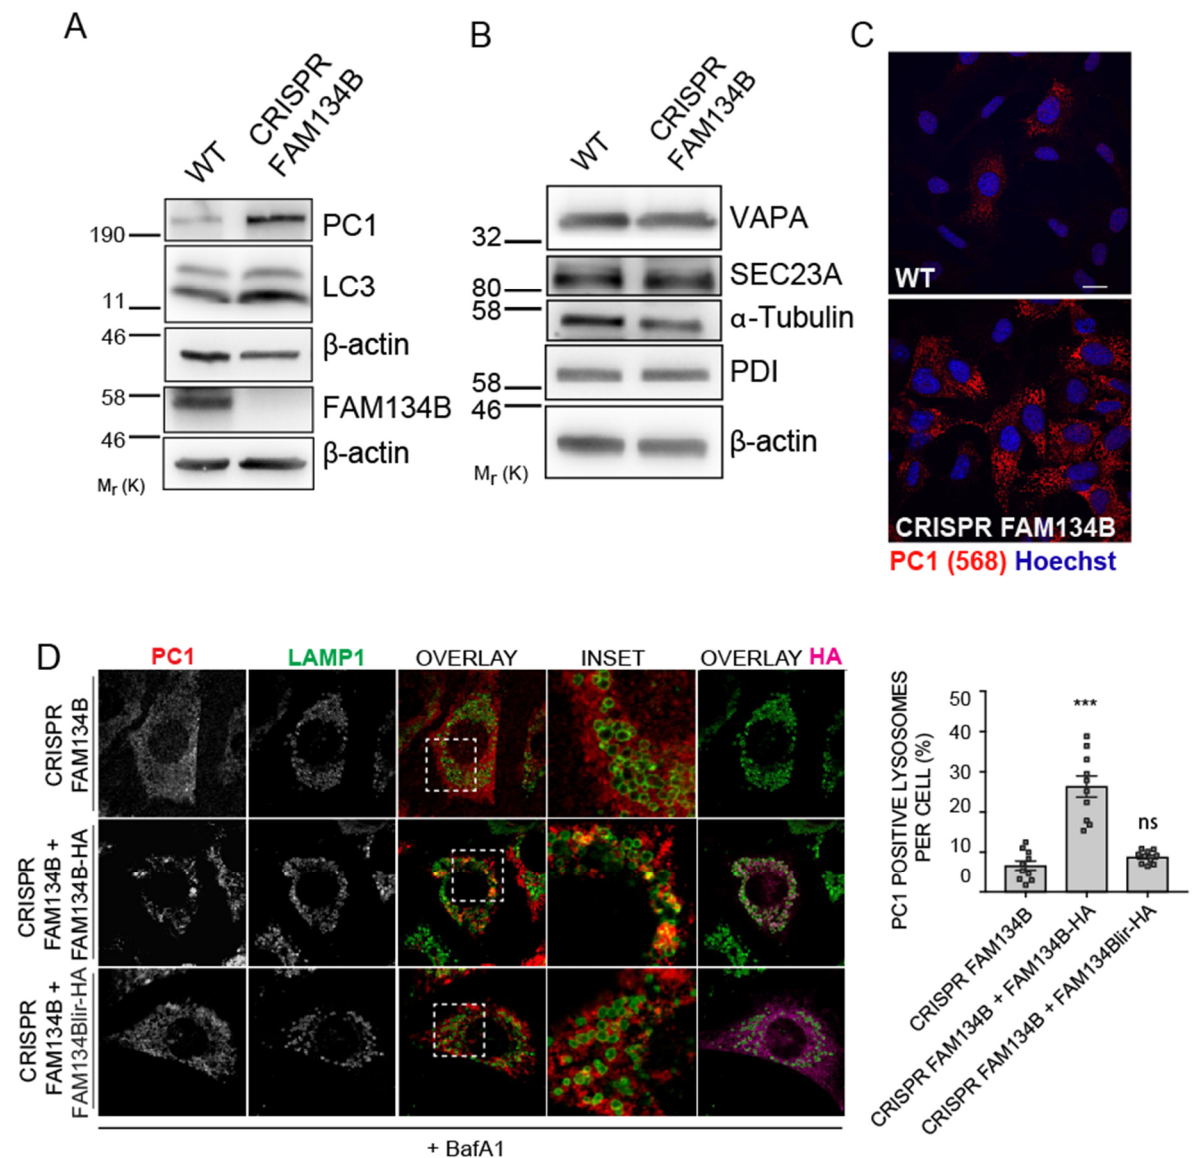 A
WT
CRISPR
FAM134B
190
PC1
11
LC3
46
β-actin
58
FAM134B
46
β-actin
Mr (K)
B
WT
CRISPR
FAM134B
VAPA
32
SEC23A
80
58
α-Tubulin
PDI
58
46
β-actin
Mr (K)
C
WT
CRISPR FAM134B
PC1 (568) Hoechst
D
PC1
LAMP1
OVERLAY
INSET
OVERLAY HA
CRISPR
FAM134B
CRISPR
FAM134B +
FAM134B-HA
CRISPR
FAM134B +
FAM134Blir-HA
+ BafA1
PC1 POSITIVE LYSOSOMES
PER CELL (%)
50
40
30
20
10
0
***
ns
CRISPR FAM134B
CRISPR FAM134B + FAM134B-HA
CRISPR FAM134B + FAM134Blir-HA